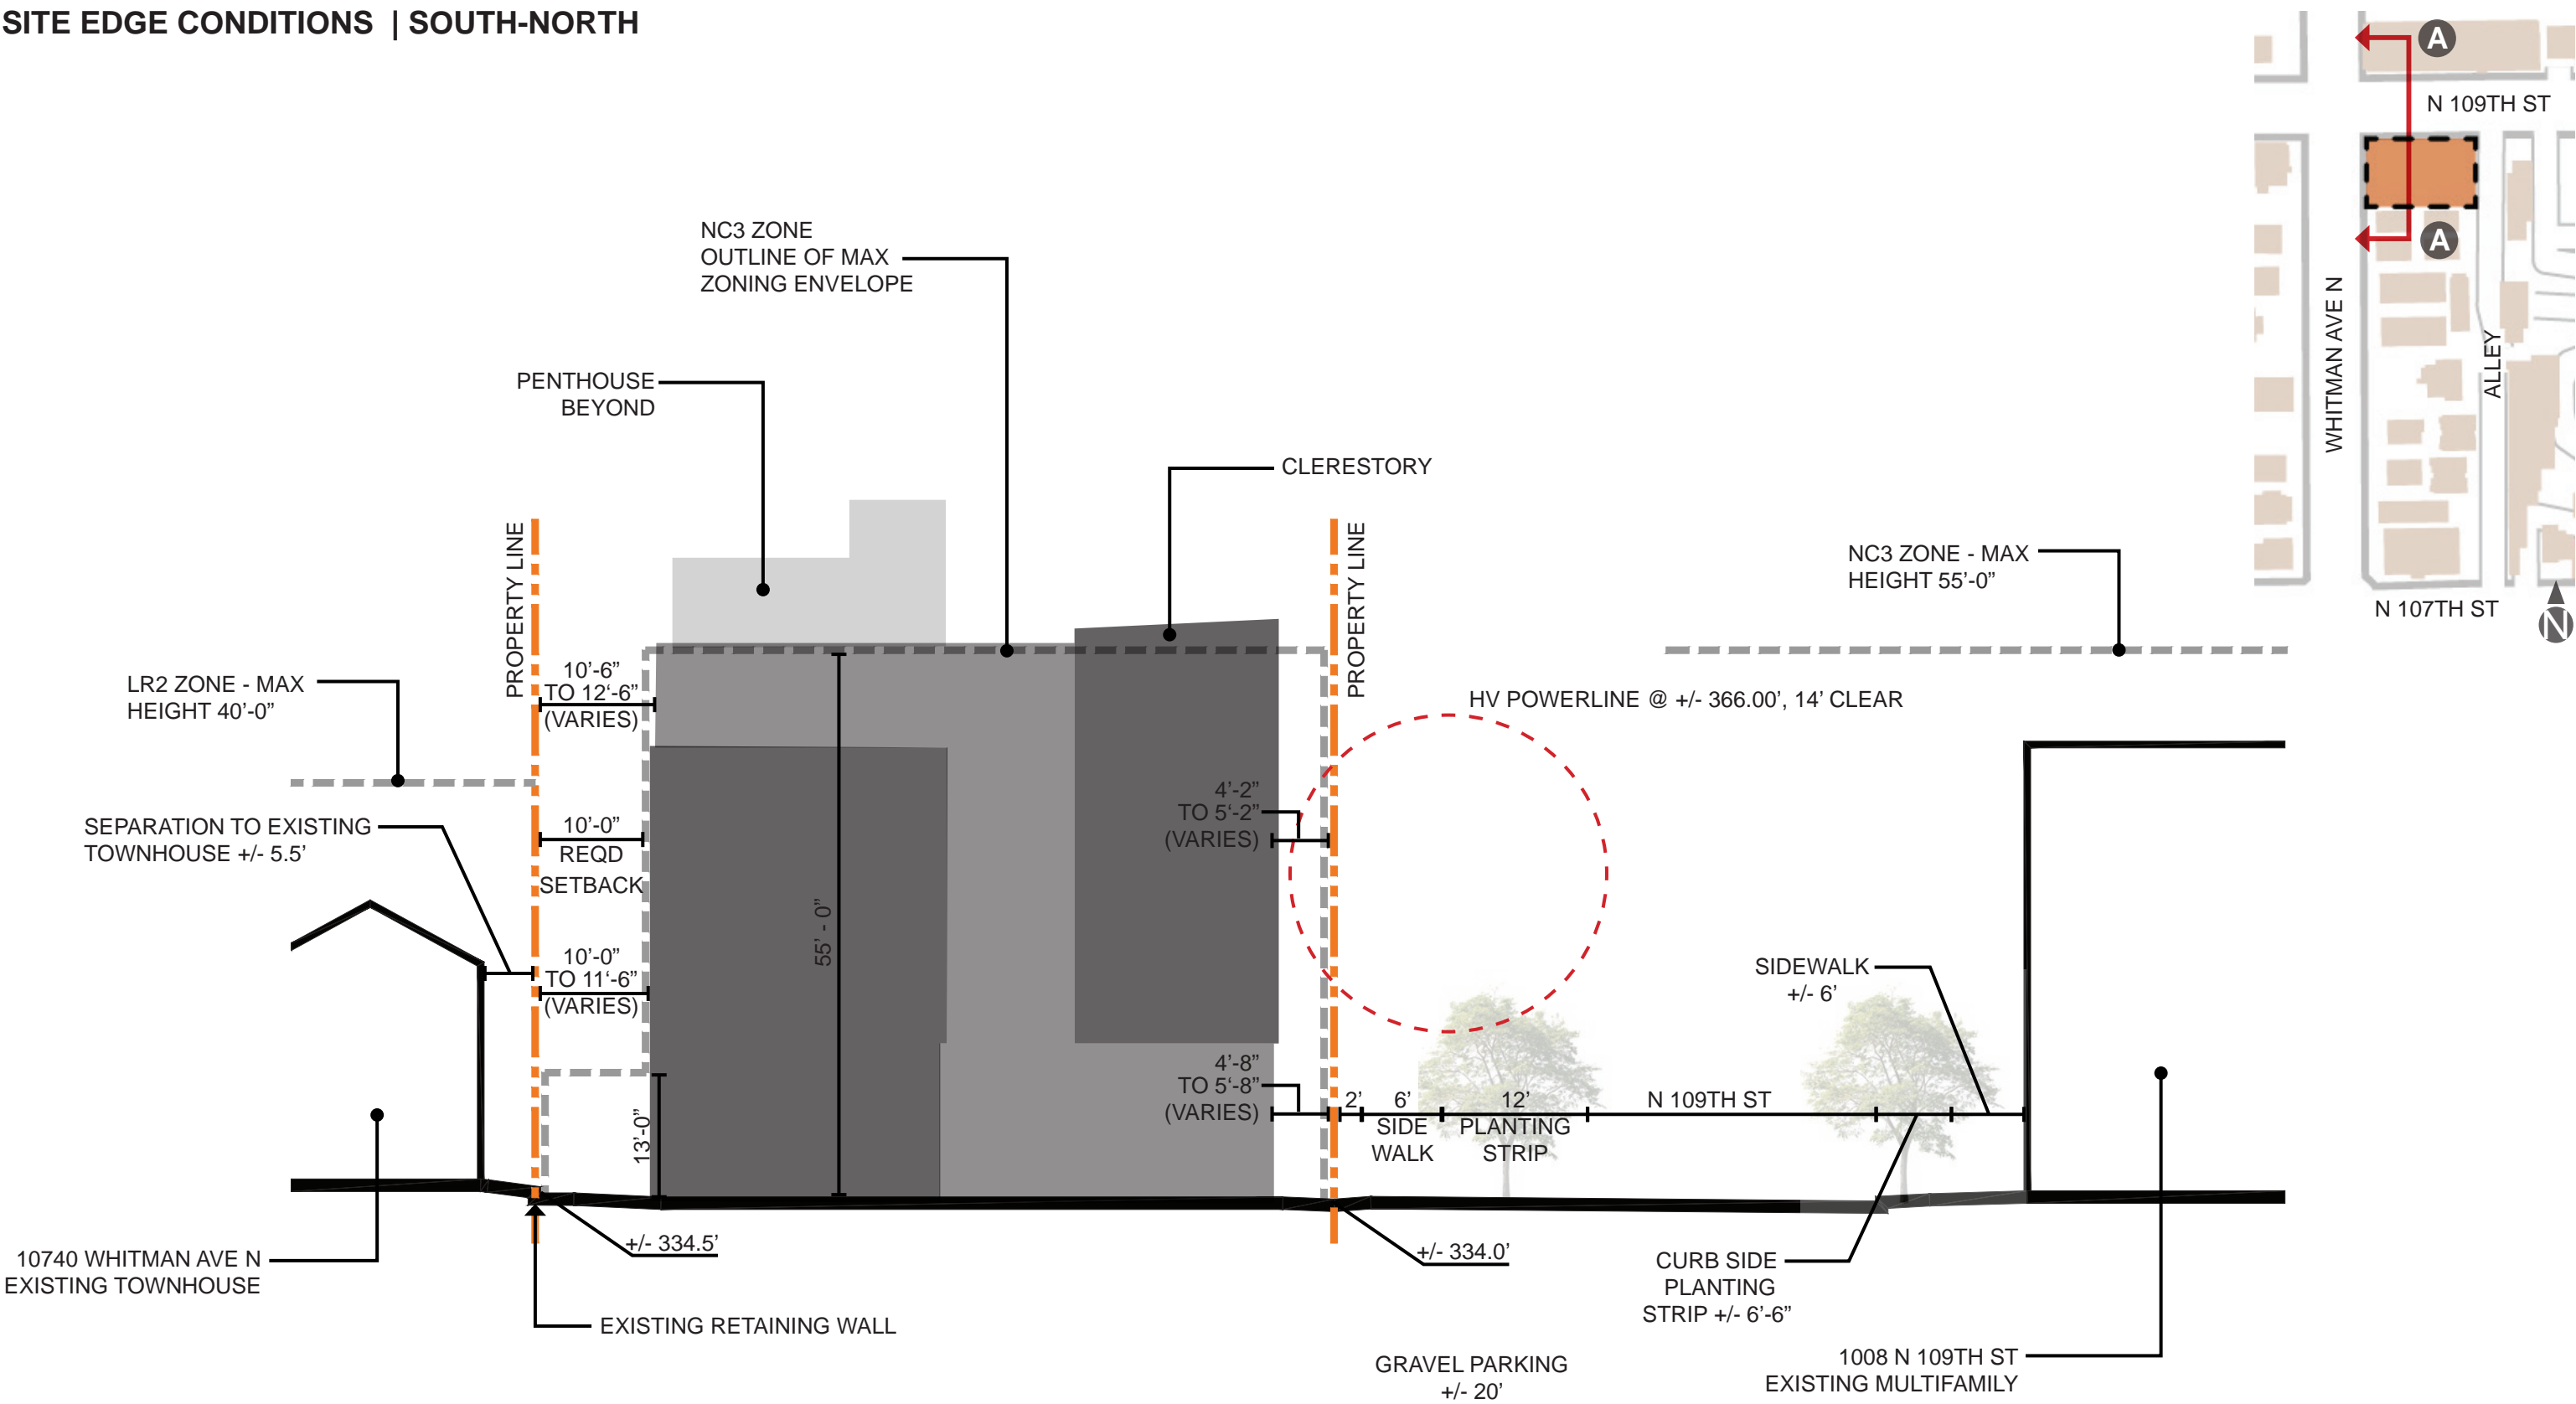 SITE EDGE CONDITIONS | SOUTH-NORTH
A
N 109TH ST
A
WHITMAN AVE N
ALLEY
N 107TH ST
N
NC3 ZONE
OUTLINE OF MAX
ZONING ENVELOPE
PENTHOUSE
BEYOND
CLERESTORY
PROPERTY LINE
PROPERTY LINE
NC3 ZONE - MAX
HEIGHT 55’-0”
LR2 ZONE - MAX
HEIGHT 40’-0”
10’-6”
TO 12‘-6”
(VARIES)
HV POWERLINE @ +/- 366.00’, 14’ CLEAR
SEPARATION TO EXISTING
TOWNHOUSE +/- 5.5’
10’-0”
REQD
SETBACK
4’-2”
TO 5‘-2”
(VARIES)
55’ - 0”
10’-0”
TO 11‘-6”
(VARIES)
SIDEWALK
+/- 6’
13’-0”
4’-8”
TO 5‘-8”
(VARIES)
2’
6’
SIDE
WALK
12’
PLANTING
STRIP
N 109TH ST
+/- 334.5’
+/- 334.0’
10740 WHITMAN AVE N
EXISTING TOWNHOUSE
CURB SIDE
PLANTING
STRIP +/- 6’-6”
EXISTING RETAINING WALL
GRAVEL PARKING
+/- 20’
1008 N 109TH ST
EXISTING MULTIFAMILY